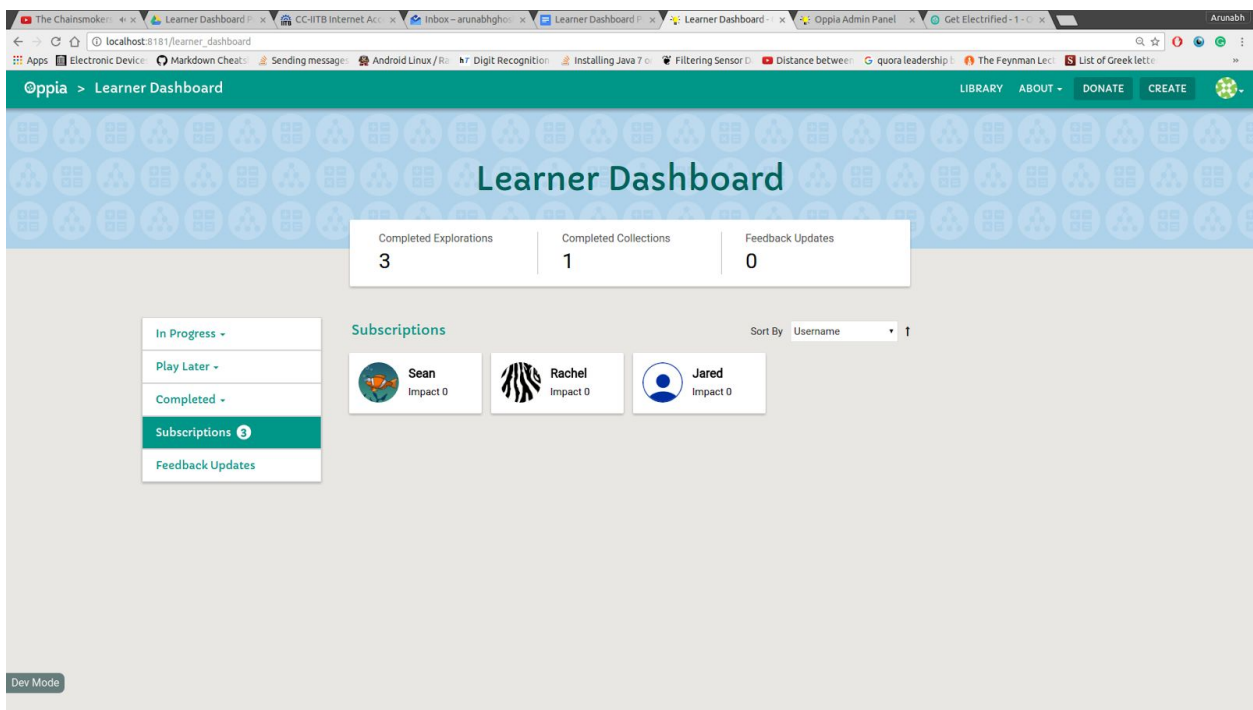 The Chainsmoker
Learner Dashboard P
CC-IITB Internet Acc
Inbox – arunabhghos
Learner Dashboard P
Learner Dashboard -
Oppia Admin Panel
Get Electrified - 1 -
Arunabh
localhost:8181/learner_dashboard
Apps
Electronic Device
Markdown Cheats
Sending messages
Android Linux / Ra
Digit Recognition
Installing Java 7 o
Filtering Sensor D
Distance between
quora leadership
The Feynman Lect
List of Greek lette
Oppia > Learner Dashboard
LIBRARY
ABOUT
DONATE
CREATE
Learner Dashboard
Completed Explorations
3
Completed Collections
1
Feedback Updates
0
In Progress
Play Later
Completed
Subscriptions 3
Feedback Updates
Subscriptions
Sort By Username
Sean
Impact 0
Rachel
Impact 0
Jared
Impact 0
Dev Mode